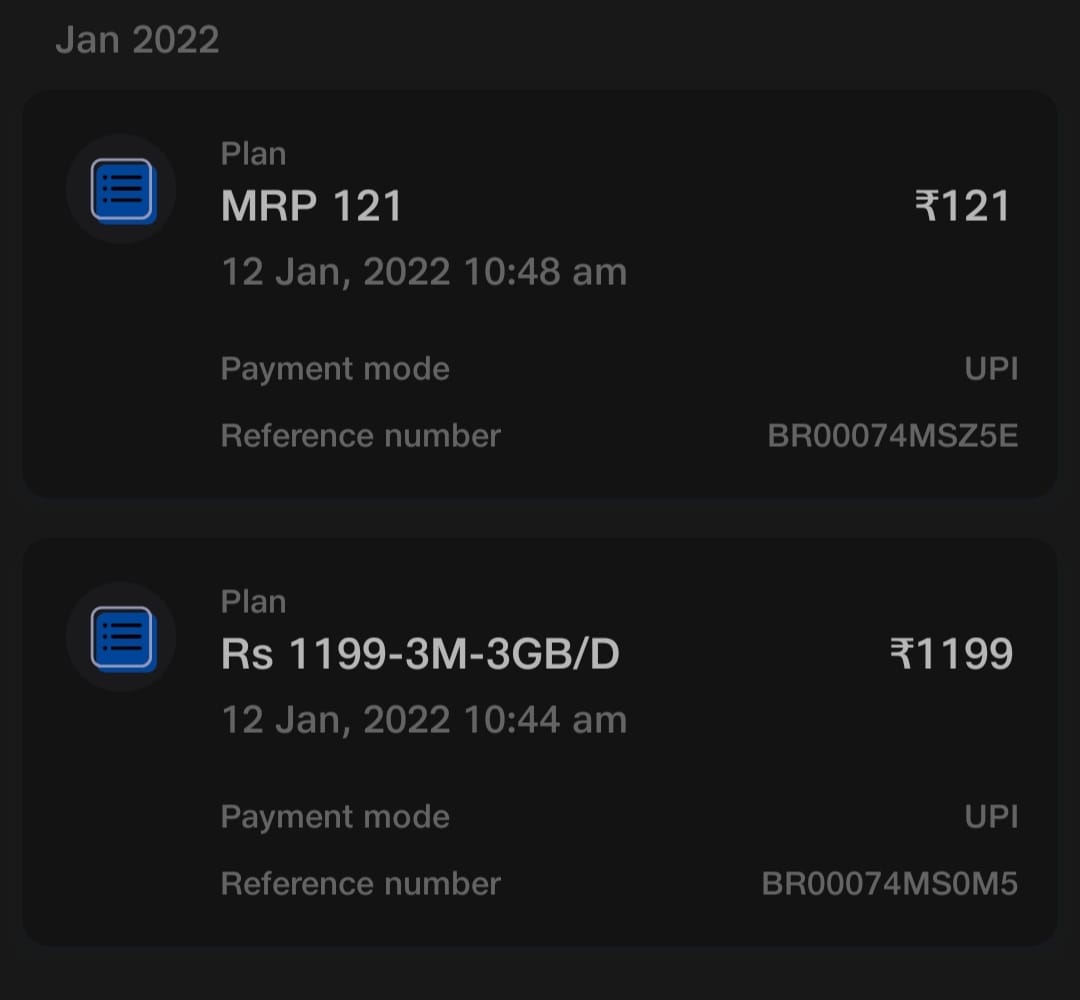 Jan 2022
Plan
MRP 121 ₹121
12 Jan, 2022 10:48 am
Payment mode UPI
Reference number BR00074MSZ5E
Plan
Rs 1199-3M-3GB/D ₹1199
12 Jan, 2022 10:44 am
Payment mode UPI
Reference number BR00074MS0M5